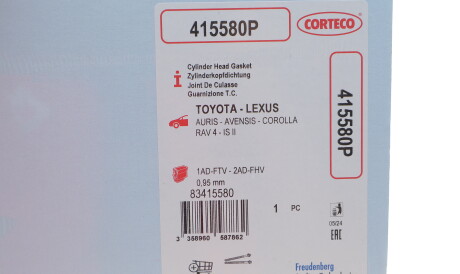 415580P
CORTECO
Cylinder Head Gasket
Zylinderkopfdichtung
Joint De Culasse
Guarnizione T.C.
415580P
TOYOTA - LEXUS
AURIS - AVENSIS - COROLLA
RAV 4 - IS II
1AD-FTV - 2AD-FHV
0,95 mm
83415580
1 PC
05/24
EAC
3 358960 587862
Freudenberg